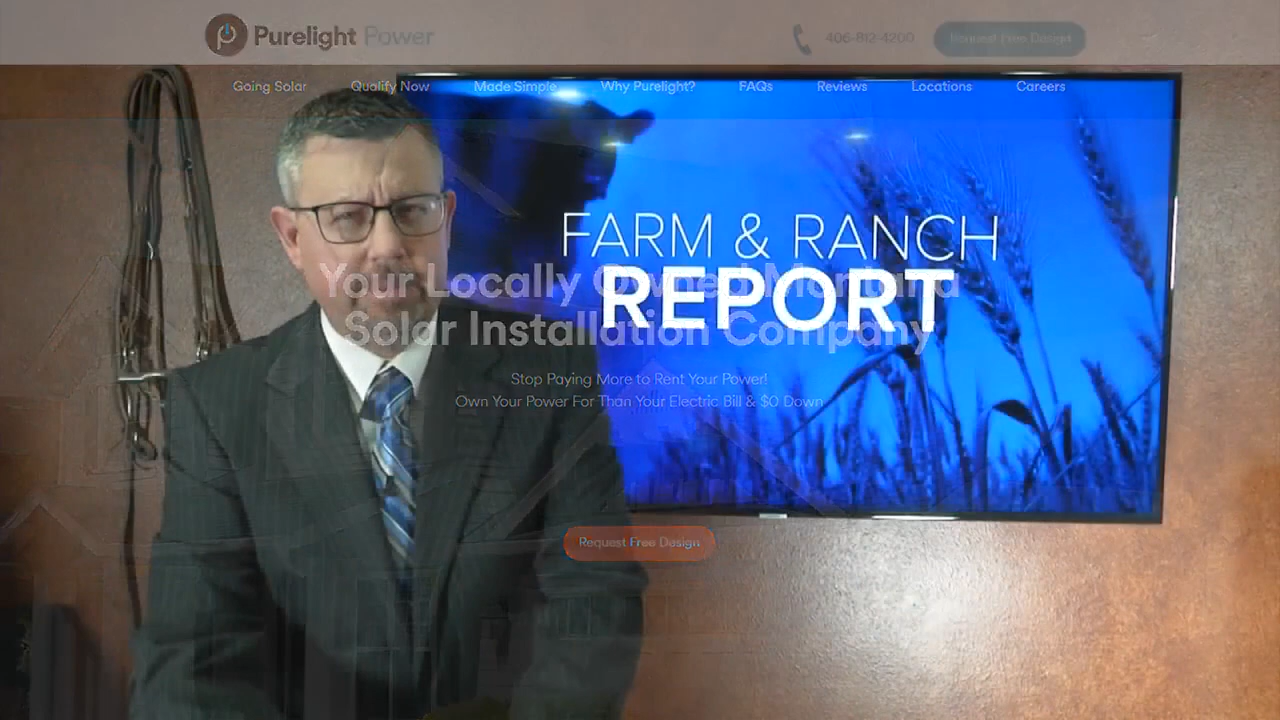 Purelight Power
406-812-4200
Request Free Design
Going Solar
Qualify Now
Made Simple
Why Purelight?
FAQs
Reviews
Locations
Careers
FARM & RANCH
REPORT
Your Locally Owned Montana
Solar Installation Company
Stop Paying More to Rent Your Power!
Own Your Power For Than Your Electric Bill & $0 Down
Request Free Design